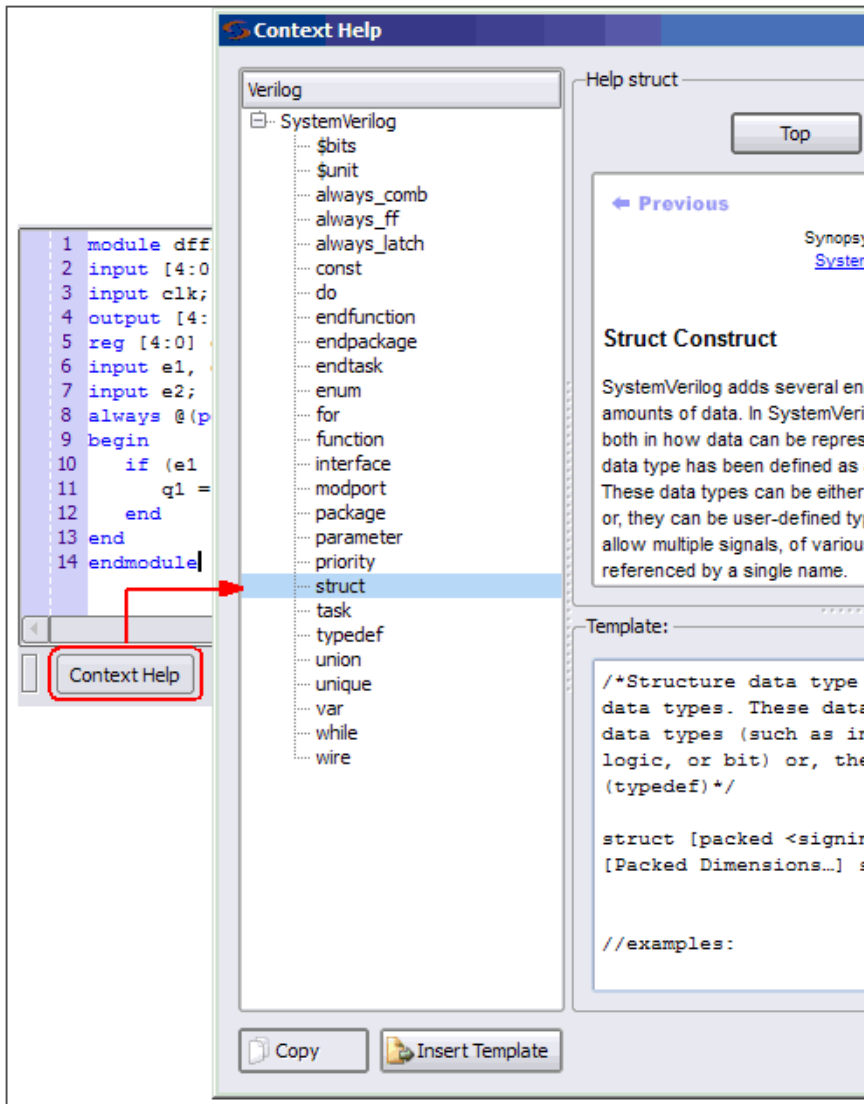 Context Help
Verilog
SystemVerilog
$bits
$unit
always_comb
always_ff
always_latch
const
do
endfunction
endpackage
endtask
enum
for
function
interface
modport
package
parameter
priority
struct
task
typedef
union
unique
var
while
wire
Copy
Insert Template
Help struct
Top
Previous
Synopsy
System
Struct Construct
SystemVerilog adds several en
amounts of data. In SystemVeri
both in how data can be repres
data type has been defined as
These data types can be either
or, they can be user-defined ty
allow multiple signals, of variou
referenced by a single name.
Template:
/*Structure data type
data types. These data
data types (such as in
logic, or bit) or, the
(typedef)*/
struct [packed <signin
[Packed Dimensions…] s
//examples:
1 module dff
2 input [4:0
3 input clk;
4 output [4:
5 reg [4:0]
6 input e1,
7 input e2;
8 always @(p
9 begin
10 if (e1
11 q1 =
12 end
13 end
14 endmodule
Context Help